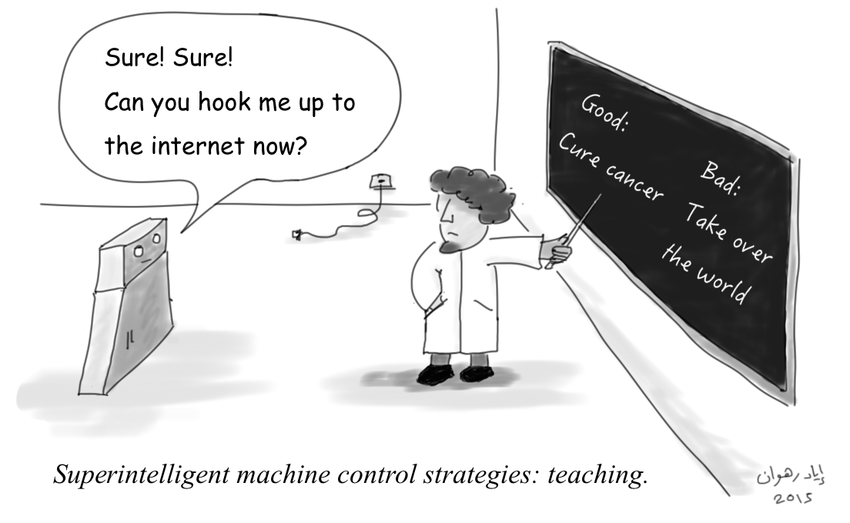 Sure! Sure!
Can you hook me up to
the internet now?
Good:
Cure cancer
Bad:
Take over
the world
Superintelligent machine control strategies: teaching.
إياد رهوان
2015